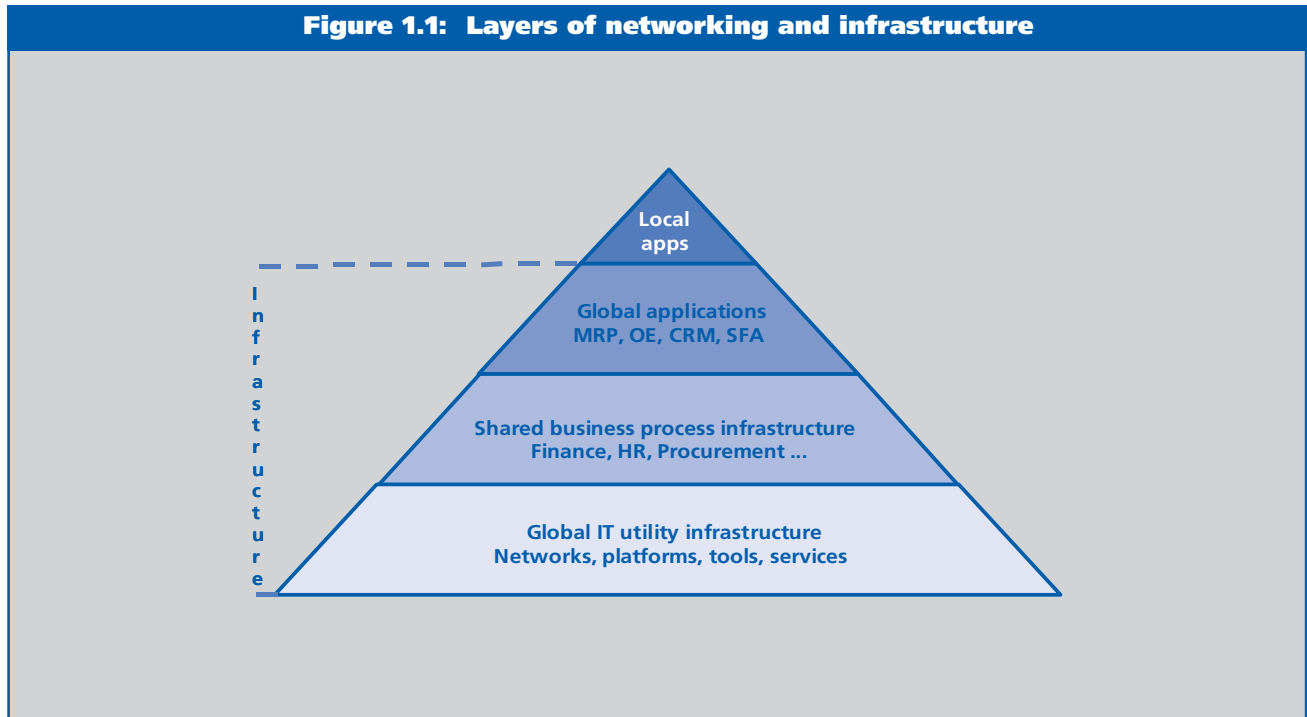 Figure 1.1: Layers of networking and infrastructure
Local
apps
Global applications
MRP, OE, CRM, SFA
Shared business process infrastructure
Finance, HR, Procurement ...
Global IT utility infrastructure
Networks, platforms, tools, services
Infrastructure